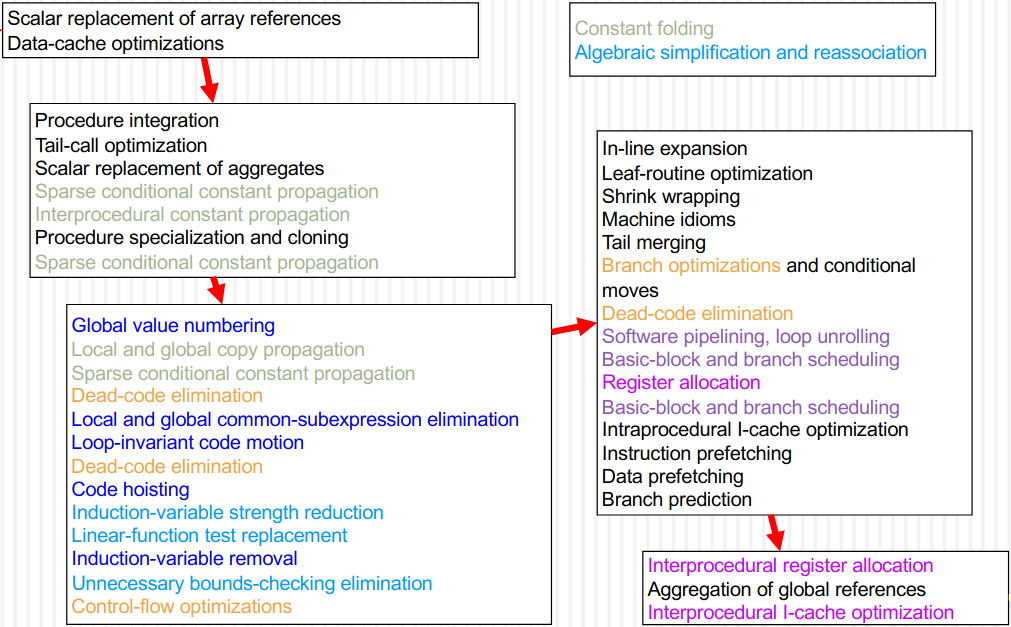 Scalar replacement of array references
Data-cache optimizations
Constant folding
Algebraic simplification and reassociation
Procedure integration
Tail-call optimization
Scalar replacement of aggregates
Sparse conditional constant propagation
Interprocedural constant propagation
Procedure specialization and cloning
Sparse conditional constant propagation
Global value numbering
Local and global copy propagation
Sparse conditional constant propagation
Dead-code elimination
Local and global common-subexpression elimination
Loop-invariant code motion
Dead-code elimination
Code hoisting
Induction-variable strength reduction
Linear-function test replacement
Induction-variable removal
Unnecessary bounds-checking elimination
Control-flow optimizations
In-line expansion
Leaf-routine optimization
Shrink wrapping
Machine idioms
Tail merging
Branch optimizations and conditional
moves
Dead-code elimination
Software pipelining, loop unrolling
Basic-block and branch scheduling
Register allocation
Basic-block and branch scheduling
Intraprocedural I-cache optimization
Instruction prefetching
Data prefetching
Branch prediction
Interprocedural register allocation
Aggregation of global references
Interprocedural I-cache optimization